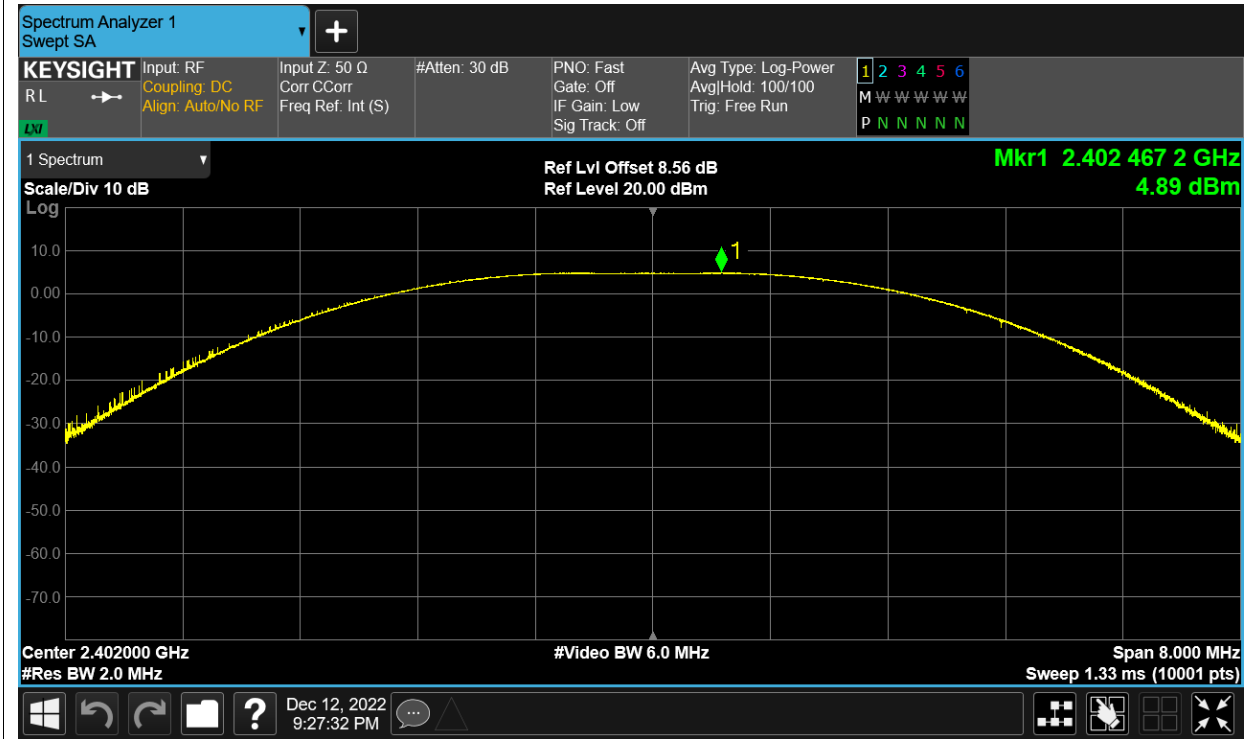 Spectrum Analyzer 1
Swept SA
KEYSIGHT
R L
LXI
Input: RF
Coupling: DC
Align: Auto/No RF
Input Z: 50 Ω
Corr CCorr
Freq Ref: Int (S)
#Atten: 30 dB
PNO: Fast
Gate: Off
IF Gain: Low
Sig Track: Off
Avg Type: Log-Power
Avg|Hold: 100/100
Trig: Free Run
1 2 3 4 5 6
M W W W W W
P N N N N N
1 Spectrum
Scale/Div 10 dB
Log
Ref Lvl Offset 8.56 dB
Ref Level 20.00 dBm
Mkr1 2.402 467 2 GHz
4.89 dBm
1
10.0
0.00
-10.0
-20.0
-30.0
-40.0
-50.0
-60.0
-70.0
Center 2.402000 GHz
#Res BW 2.0 MHz
#Video BW 6.0 MHz
Span 8.000 MHz
Sweep 1.33 ms (10001 pts)
?
Dec 12, 2022
9:27:32 PM